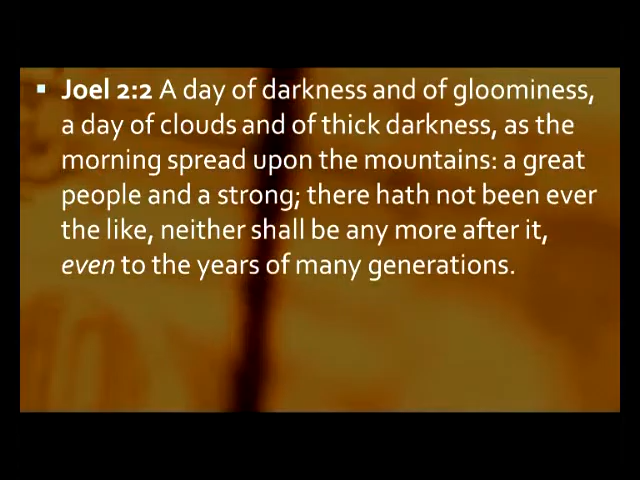 ▪ Joel 2:2 A day of darkness and of gloominess,
a day of clouds and of thick darkness, as the
morning spread upon the mountains: a great
people and a strong; there hath not been ever
the like, neither shall be any more after it,
even to the years of many generations.